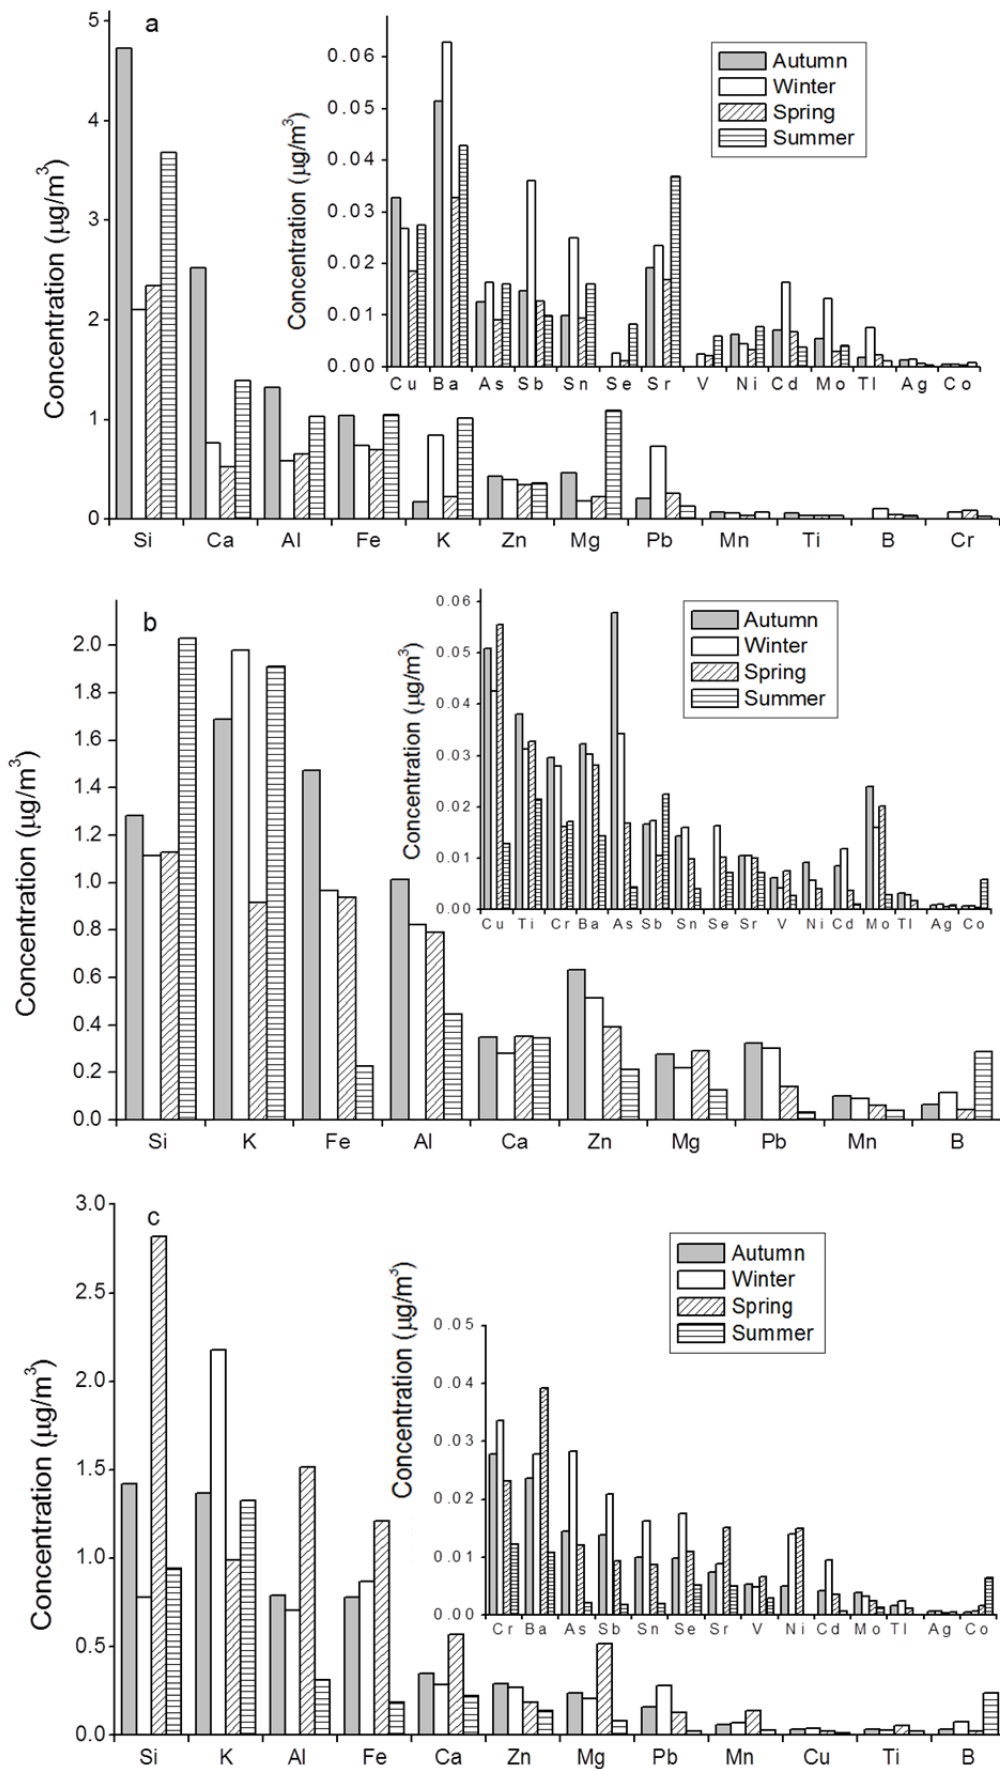 a
Concentration (µg/m³)
5
4
3
2
1
0
Si Ca Al Fe K Zn Mg Pb Mn Ti B Cr
Concentration (µg/m³)
0.06
0.05
0.04
0.03
0.02
0.01
0.00
Cu Ba As Sb Sn Se Sr V Ni Cd Mo Tl Ag Co
Autumn
Winter
Spring
Summer
b
Concentration (µg/m³)
2.0
1.8
1.6
1.4
1.2
1.0
0.8
0.6
0.4
0.2
0.0
Si K Fe Al Ca Zn Mg Pb Mn B
Concentration (µg/m³)
0.06
0.05
0.04
0.03
0.02
0.01
0.00
Cu Ti Cr Ba As Sb Sn Se Sr V Ni Cd Mo Tl Ag Co
Autumn
Winter
Spring
Summer
c
Concentration (µg/m³)
3.0
2.5
2.0
1.5
1.0
0.5
0.0
Si K Al Fe Ca Zn Mg Pb Mn Cu Ti B
Concentration (µg/m³)
0.05
0.04
0.03
0.02
0.01
0.00
Cr Ba As Sb Sn Se Sr V Ni Cd Mo Tl Ag Co
Autumn
Winter
Spring
Summer